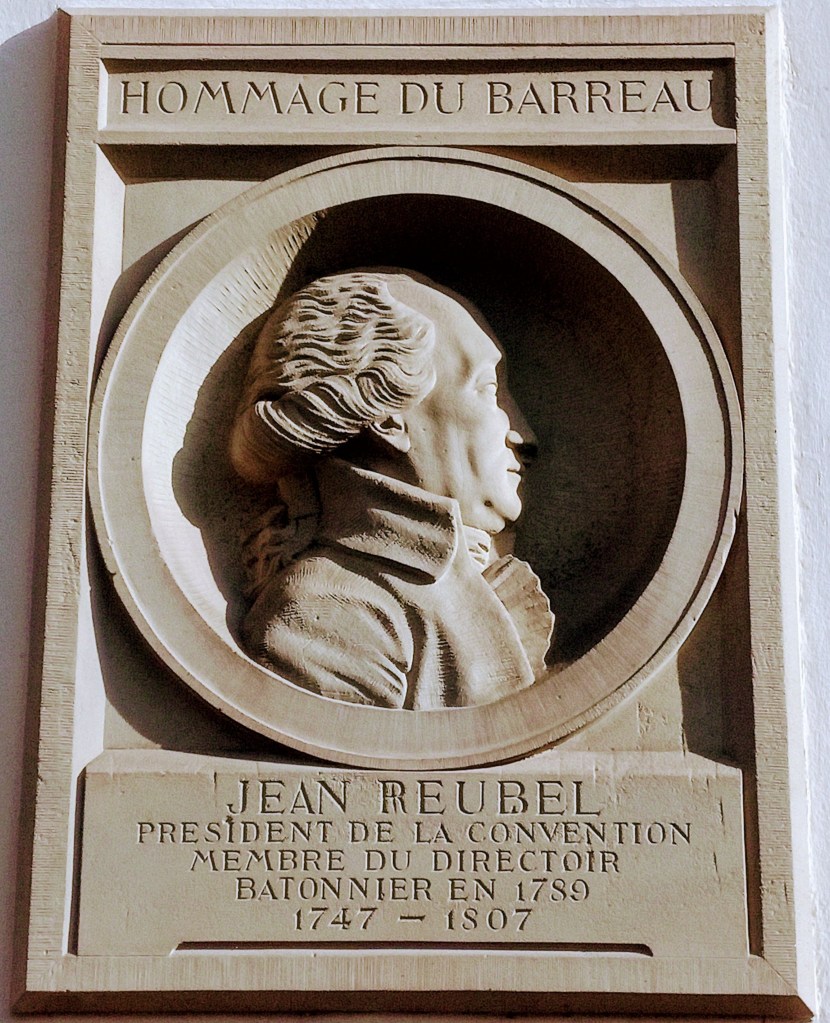 HOMMAGE DU BARREAU
JEAN REUBEL
PRESIDENT DE LA CONVENTION
MEMBRE DU DIRECTOIR
BATONNIER EN 1789
1747 – 1807